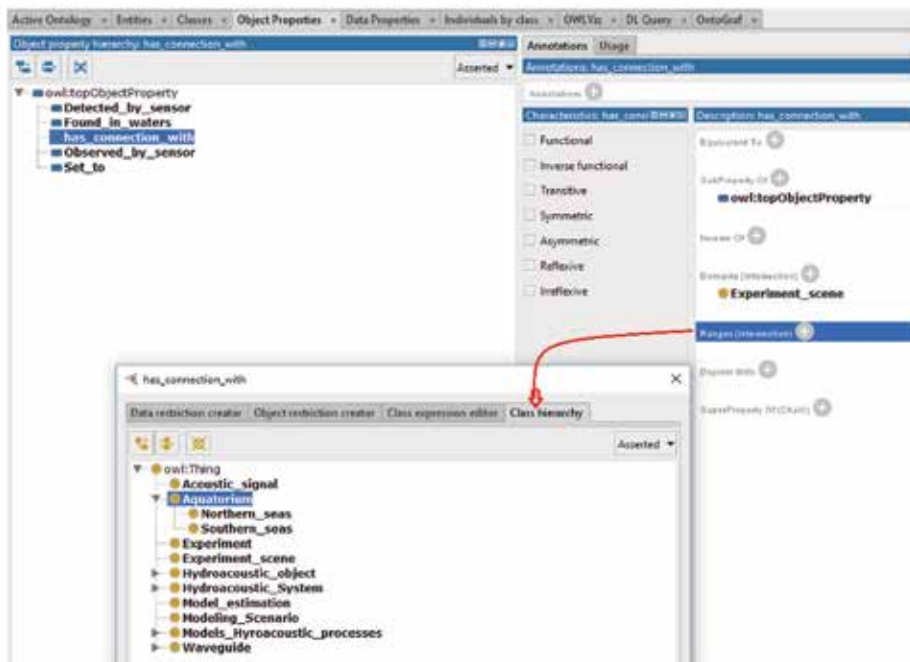 Active Ontology × Entities × Classes × Object Properties × Data Properties × Individuals by class × OWLViz × DL Query × OntoGraf ×
Object property hierarchy: has_connection_with
Asserted
owl:topObjectProperty
Detected_by_sensor
Found_in_waters
has_connection_with
Observed_by_sensor
Set_to
Annotations Usage
Annotations: has_connection_with
Annotations
Characteristics: has_conne
Functional
Inverse functional
Transitive
Symmetric
Asymmetric
Reflexive
Irreflexive
Description: has_connection_with
Equivalent To
SubProperty Of
owl:topObjectProperty
Inverse Of
Domains (intersection)
Experiment_scene
Ranges (intersection)
Disjoint With
SuperProperty Of (Chain)
has_connection_with
Data restriction creator Object restriction creator Class expression editor Class hierarchy
Asserted
owl:Thing
Acoustic_signal
Aquatorium
Northern_seas
Southern_seas
Experiment
Experiment_scene
Hydroacoustic_object
Hydroacoustic_System
Model_estimation
Modeling_Scenario
Models_Hyroacoustic_processes
Waveguide